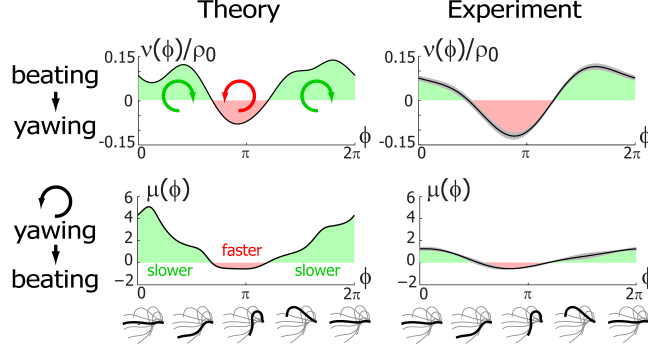 Theory Experiment
beating
yawing
ν(ϕ)/ρ0
0.15
0
-0.15
0 π 2π
ϕ
ν(ϕ)/ρ0
0.15
0
-0.15
0 π 2π
ϕ
yawing
beating
μ(ϕ)
6
4
2
0
−2
slower faster slower
0 π 2π
ϕ
μ(ϕ)
6
4
2
0
−2
0 π 2π
ϕ